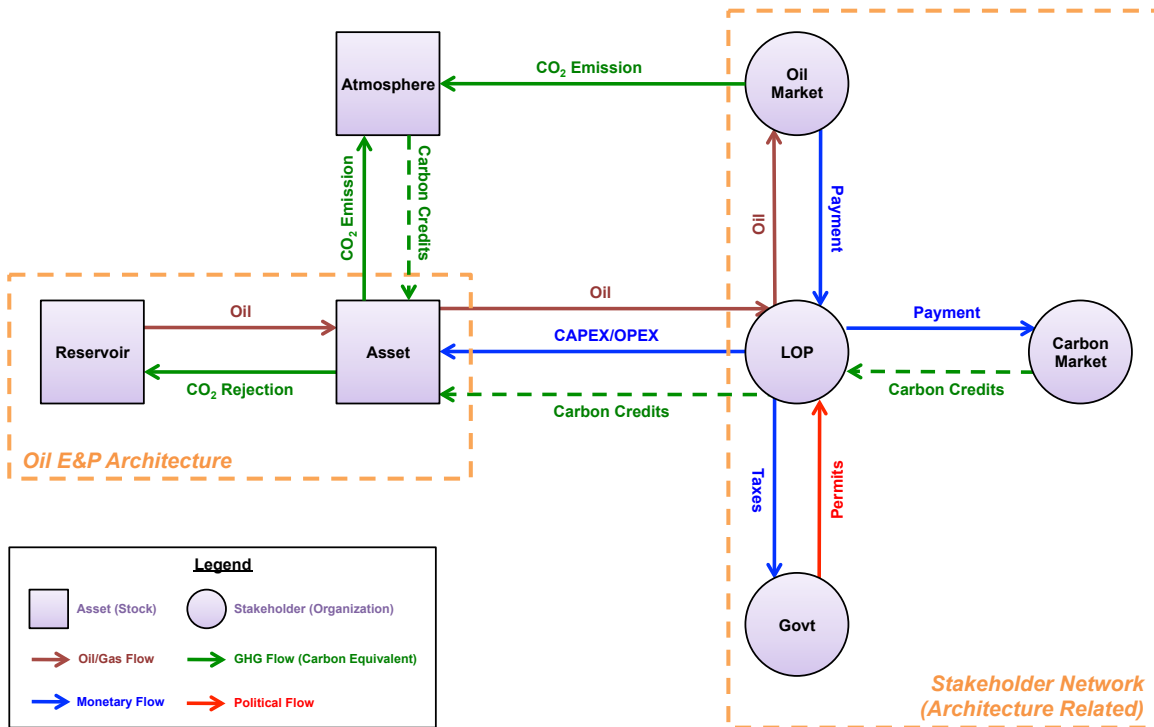 Atmosphere
CO₂ Emission
Oil
Market
CO₂ Emission
Carbon Credits
Oil
Payment
Reservoir
Oil
Asset
Oil
CAPEX/OPEX
LOP
Payment
Carbon
Market
CO₂ Rejection
Carbon Credits
Carbon Credits
Oil E&P Architecture
Taxes
Permits
Govt
Legend
Asset (Stock)
Stakeholder (Organization)
Oil/Gas Flow
GHG Flow (Carbon Equivalent)
Monetary Flow
Political Flow
Stakeholder Network
(Architecture Related)